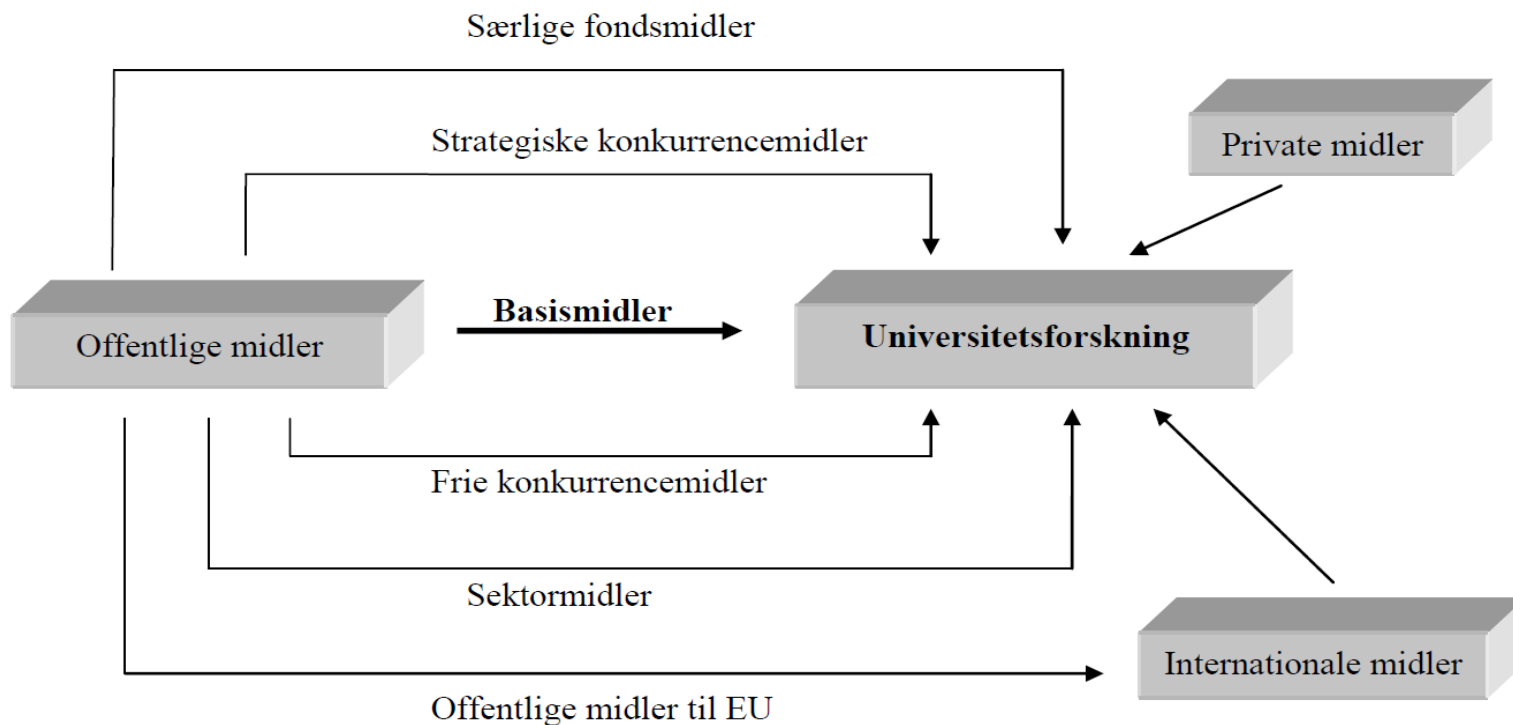 Særlige fondsmidler
Strategiske konkurrencemidler
Private midler
Basismidler
Offentlige midler
Universitetsforskning
Frie konkurrencemidler
Sektormidler
Internationale midler
Offentlige midler til EU